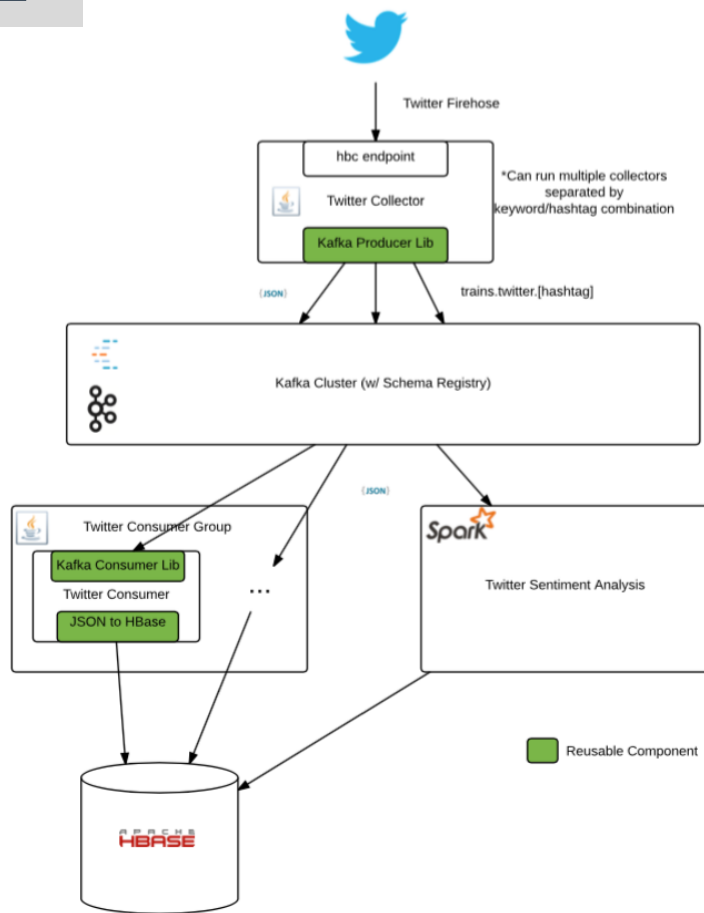 Twitter Firehose
hbc endpoint
Twitter Collector
Kafka Producer Lib
*Can run multiple collectors
separated by
keyword/hashtag combination
{JSON}
trains.twitter.[hashtag]
Kafka Cluster (w/ Schema Registry)
{JSON}
Twitter Consumer Group
Kafka Consumer Lib
Twitter Consumer
JSON to HBase
...
Spark
Twitter Sentiment Analysis
Reusable Component
APACHE
HBASE